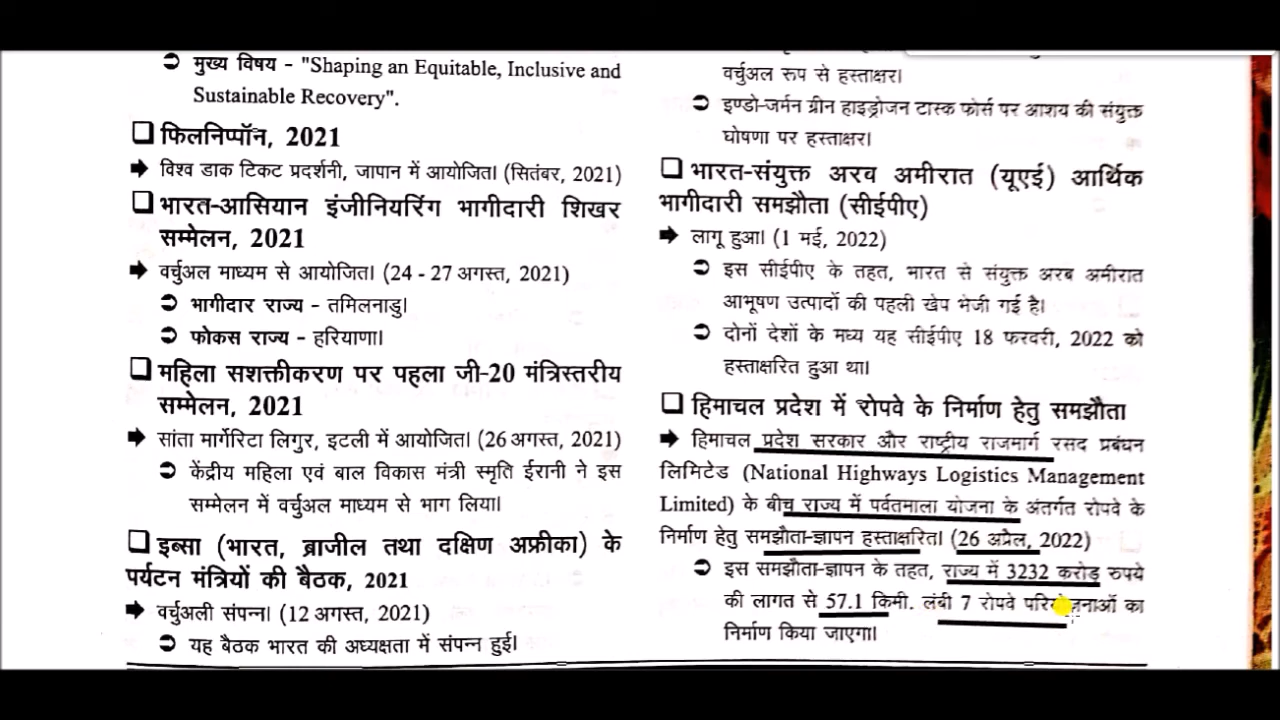 मुख्य विषय - "Shaping an Equitable, Inclusive and
Sustainable Recovery".
फिलनिप्पॉन, 2021
विश्व डाक टिकट प्रदर्शनी, जापान में आयोजित। (सितंबर, 2021)
भारत-आसियान इंजीनियरिंग भागीदारी शिखर
सम्मेलन, 2021
वर्चुअल माध्यम से आयोजित। (24 - 27 अगस्त, 2021)
भागीदार राज्य - तमिलनाडु।
फोकस राज्य - हरियाणा।
महिला सशक्तीकरण पर पहला जी-20 मंत्रिस्तरीय
सम्मेलन, 2021
सांता मार्गेरिटा लिगुर, इटली में आयोजित। (26 अगस्त, 2021)
केंद्रीय महिला एवं बाल विकास मंत्री स्मृति ईरानी ने इस
सम्मेलन में वर्चुअल माध्यम से भाग लिया।
इब्सा (भारत, ब्राजील तथा दक्षिण अफ्रीका) के
पर्यटन मंत्रियों की बैठक, 2021
वर्चुअली संपन्न। (12 अगस्त, 2021)
यह बैठक भारत की अध्यक्षता में संपन्न हुई।
वर्चुअल रूप से हस्ताक्षर।
इण्डो-जर्मन ग्रीन हाइड्रोजन टास्क फोर्स पर आशय की संयुक्त
घोषणा पर हस्ताक्षर।
भारत-संयुक्त अरब अमीरात (यूएई) आर्थिक
भागीदारी समझौता (सीईपीए)
लागू हुआ। (1 मई, 2022)
इस सीईपीए के तहत, भारत से संयुक्त अरब अमीरात
आभूषण उत्पादों की पहली खेप भेजी गई है।
दोनों देशों के मध्य यह सीईपीए 18 फरवरी, 2022 को
हस्ताक्षरित हुआ था।
हिमाचल प्रदेश में रोपवे के निर्माण हेतु समझौता
हिमाचल प्रदेश सरकार और राष्ट्रीय राजमार्ग रसद प्रबंधन
लिमिटेड (National Highways Logistics Management
Limited) के बीच राज्य में पर्वतमाला योजना के अंतर्गत रोपवे के
निर्माण हेतु समझौता-ज्ञापन हस्ताक्षरित। (26 अप्रैल, 2022)
इस समझौता-ज्ञापन के तहत, राज्य में 3232 करोड़ रुपये
की लागत से 57.1 किमी. लंबी 7 रोपवे परियोजनाओं का
निर्माण किया जाएगा।